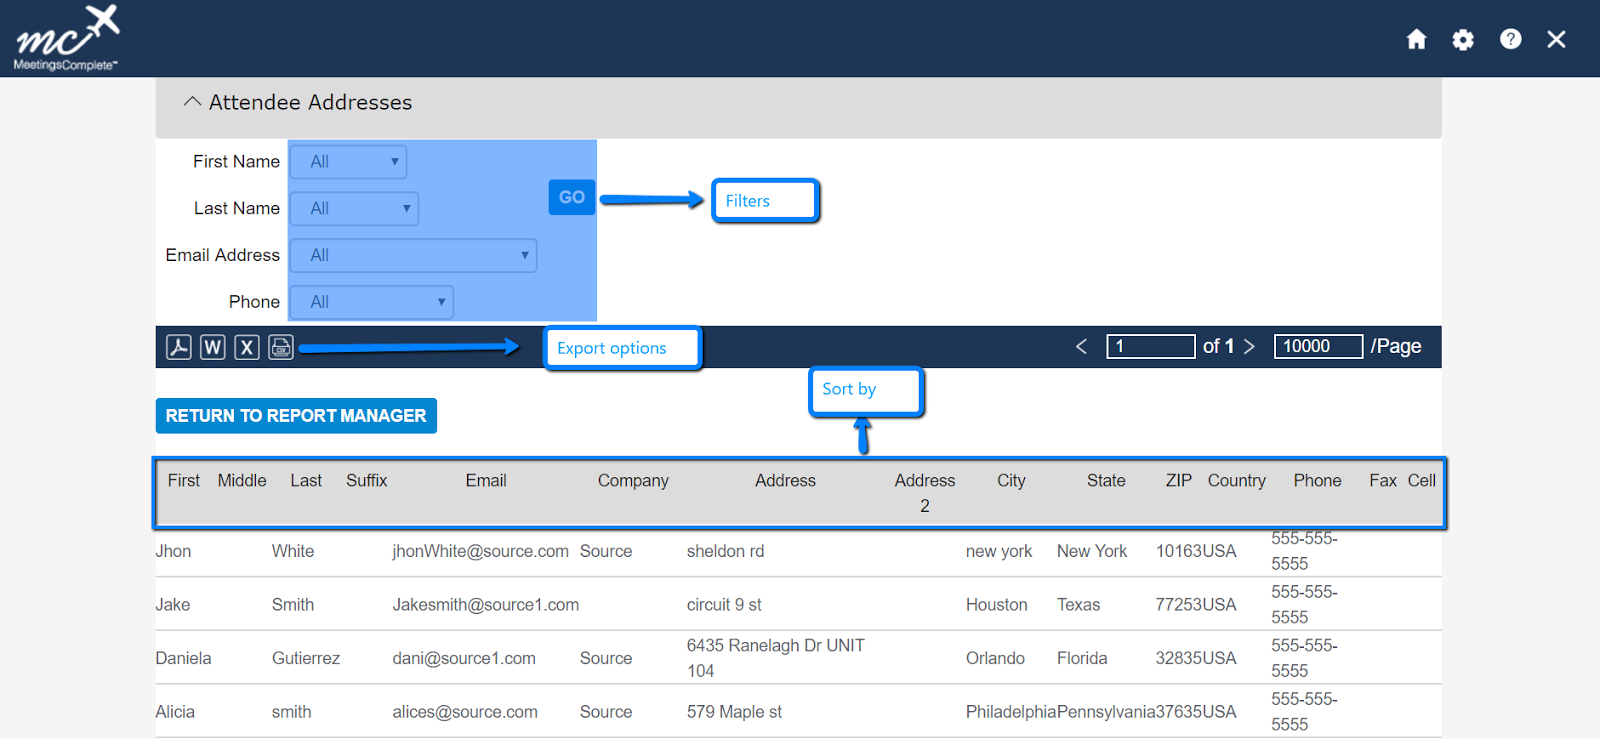 mc
MeetingsComplete™
Attendee Addresses
First Name All
GO
Filters
Last Name All
Email Address All
Phone All
W X
Export options
1 of 1 10000 /Page
Sort by
RETURN TO REPORT MANAGER
First Middle Last Suffix Email Company Address Address 2 City State ZIP Country Phone Fax Cell
Jhon White jhonWhite@source.com Source sheldon rd new york New York 10163 USA 555-555-5555
Jake Smith Jakesmith@source1.com circuit 9 st Houston Texas 77253 USA 555-555-5555
Daniela Gutierrez dani@source1.com Source 6435 Ranelagh Dr UNIT 104 Orlando Florida 32835 USA 555-555-5555
Alicia smith alices@source.com Source 579 Maple st Philadelphia Pennsylvania 37635 USA 555-555-5555